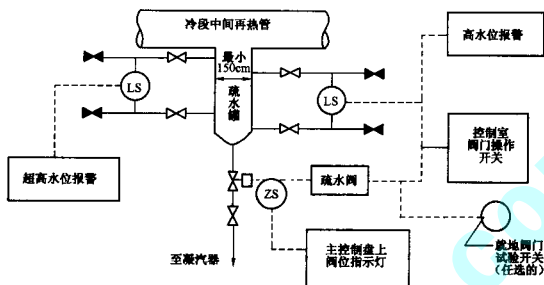 冷段中间再热管
最小
150cm
疏水罐
LS
LS
高水位报警
控制室
阀门操作
开关
超高水位报警
疏水阀
ZS
就地阀门
试验开关
(任选的)
主控制盘上
阀位指示灯
至凝汽器